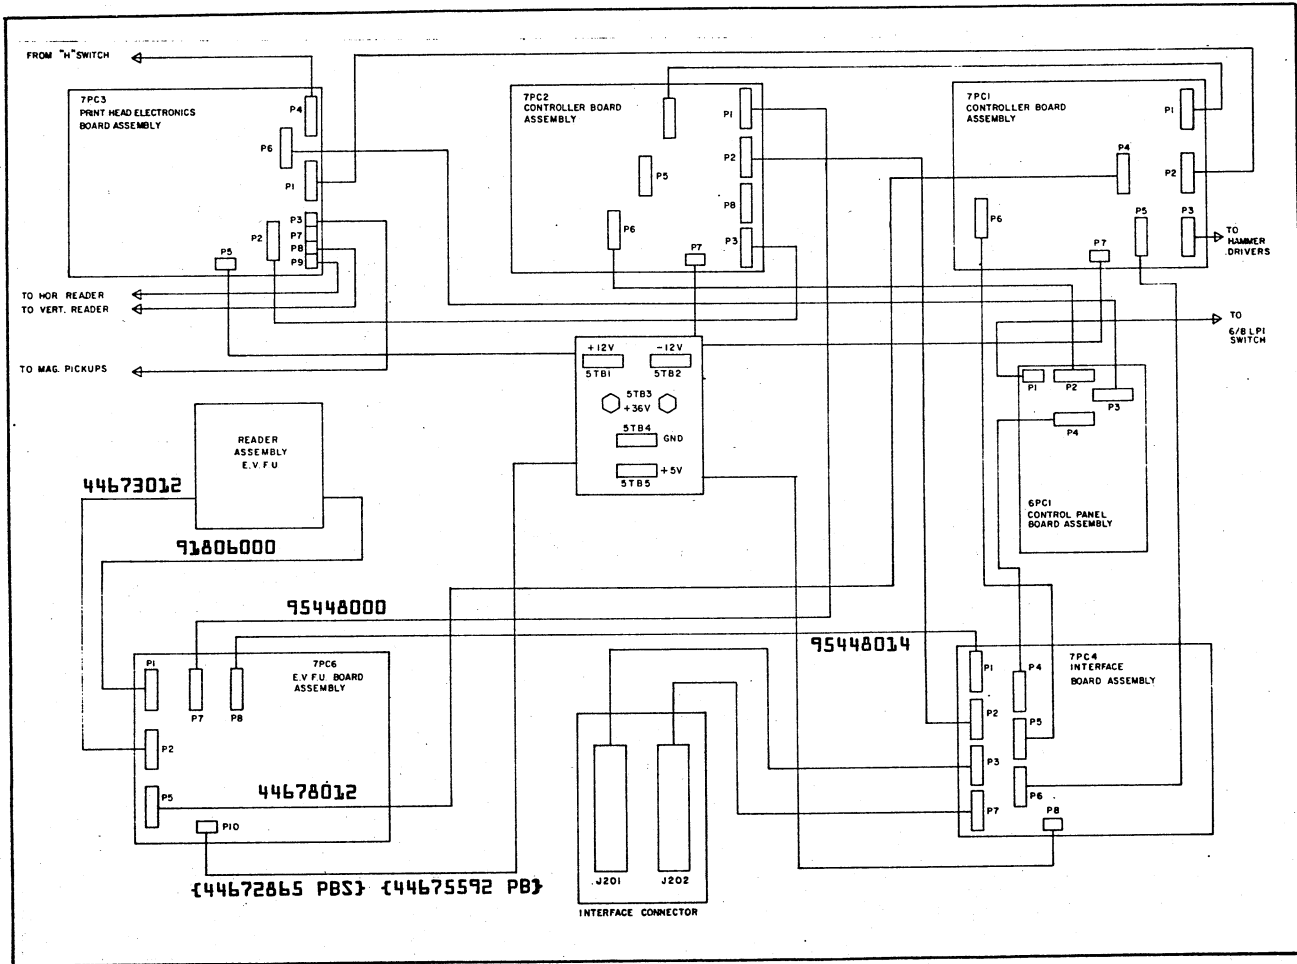 FROM "H" SWITCH
7PC3
PRINT HEAD ELECTRONICS
BOARD ASSEMBLY
P4
P6
P1
P3
P7
P2
P8
P9
P5
TO HOR READER
TO VERT. READER
TO MAG. PICKUPS
7PC2
CONTROLLER BOARD
ASSEMBLY
P1
P2
P5
P8
P6
P3
P7
7PC1
CONTROLLER BOARD
ASSEMBLY
P1
P4
P2
P6
P5
P3
P7
TO
HAMMER
DRIVERS
TO
6/8 LPI
SWITCH
+12V
-12V
5TB1
5TB2
5TB3
+36V
5TB4
GND
+5V
5TB5
P1
P2
P3
P4
6PC1
CONTROL PANEL
BOARD ASSEMBLY
READER
ASSEMBLY
E.V.F U
44673012
91806000
95448000
95448014
7PC6
E.V F.U. BOARD
ASSEMBLY
P1
P7
P8
P2
P5
44678012
P10
{44672865 PBS} {44675592 PB}
J201
J202
INTERFACE CONNECTOR
7PC4
INTERFACE
BOARD ASSEMBLY
P1
P4
P2
P5
P3
P6
P7
P8